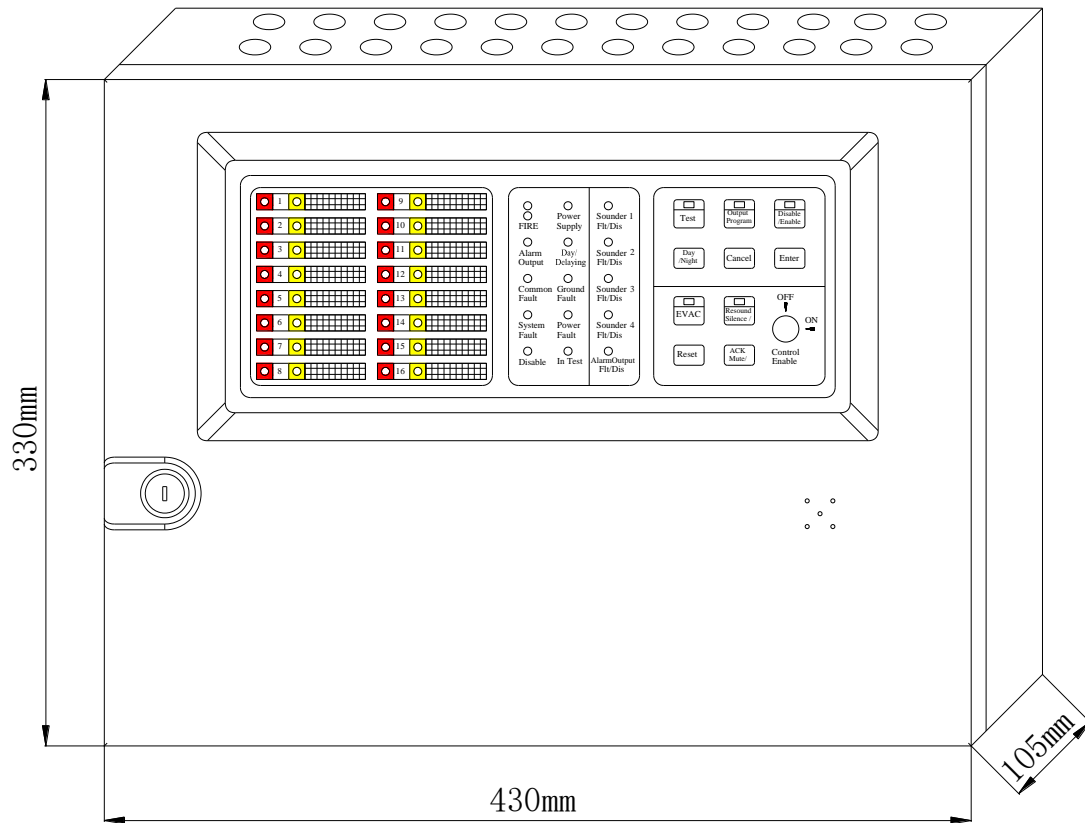 1
2
3
4
5
6
7
8
9
10
11
12
13
14
15
16
FIRE
Power
Supply
Alarm
Output
Day/
Delaying
Common
Fault
Ground
Fault
System
Fault
Power
Fault
Disable
In Test
Sounder 1
Flt/Dis
Sounder 2
Flt/Dis
Sounder 3
Flt/Dis
Sounder 4
Flt/Dis
AlarmOutput
Flt/Dis
Test
Output
Program
Disable
/Enable
Day
/Night
Cancel
Enter
EVAC
Resound
Silence /
OFF
ON
Reset
ACK
Mute/
Control
Enable
330mm
430mm
105mm